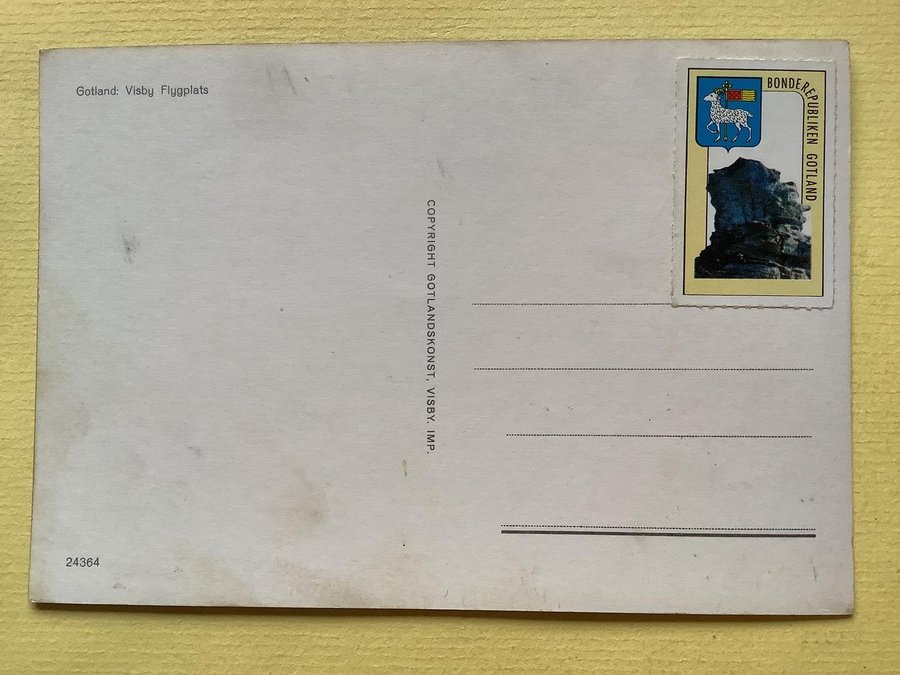 Gotland: Visby Flygplats
BONDEREPUBLIKEN GOTLAND
COPYRIGHT GOTLANDSKONST, VISBY. IMP.
24364